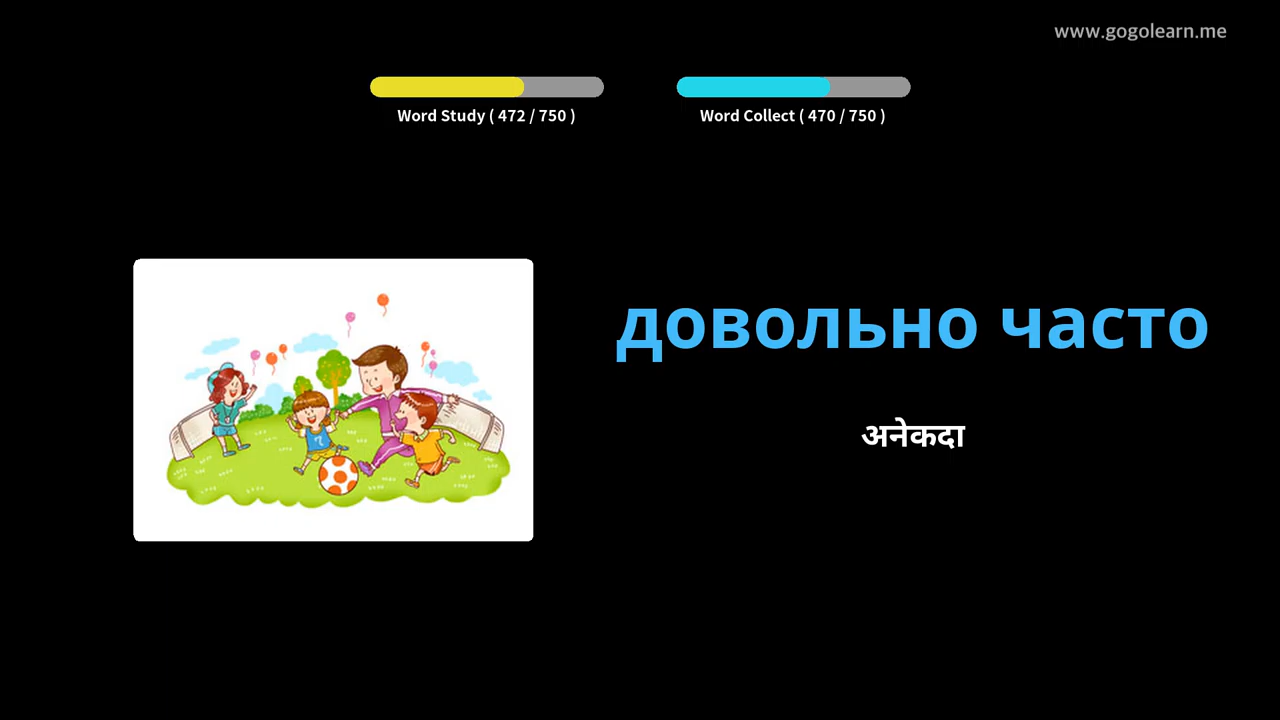 www.gogolearn.me
Word Study ( 472 / 750 )
Word Collect ( 470 / 750 )
довольно часто
अनेकदा